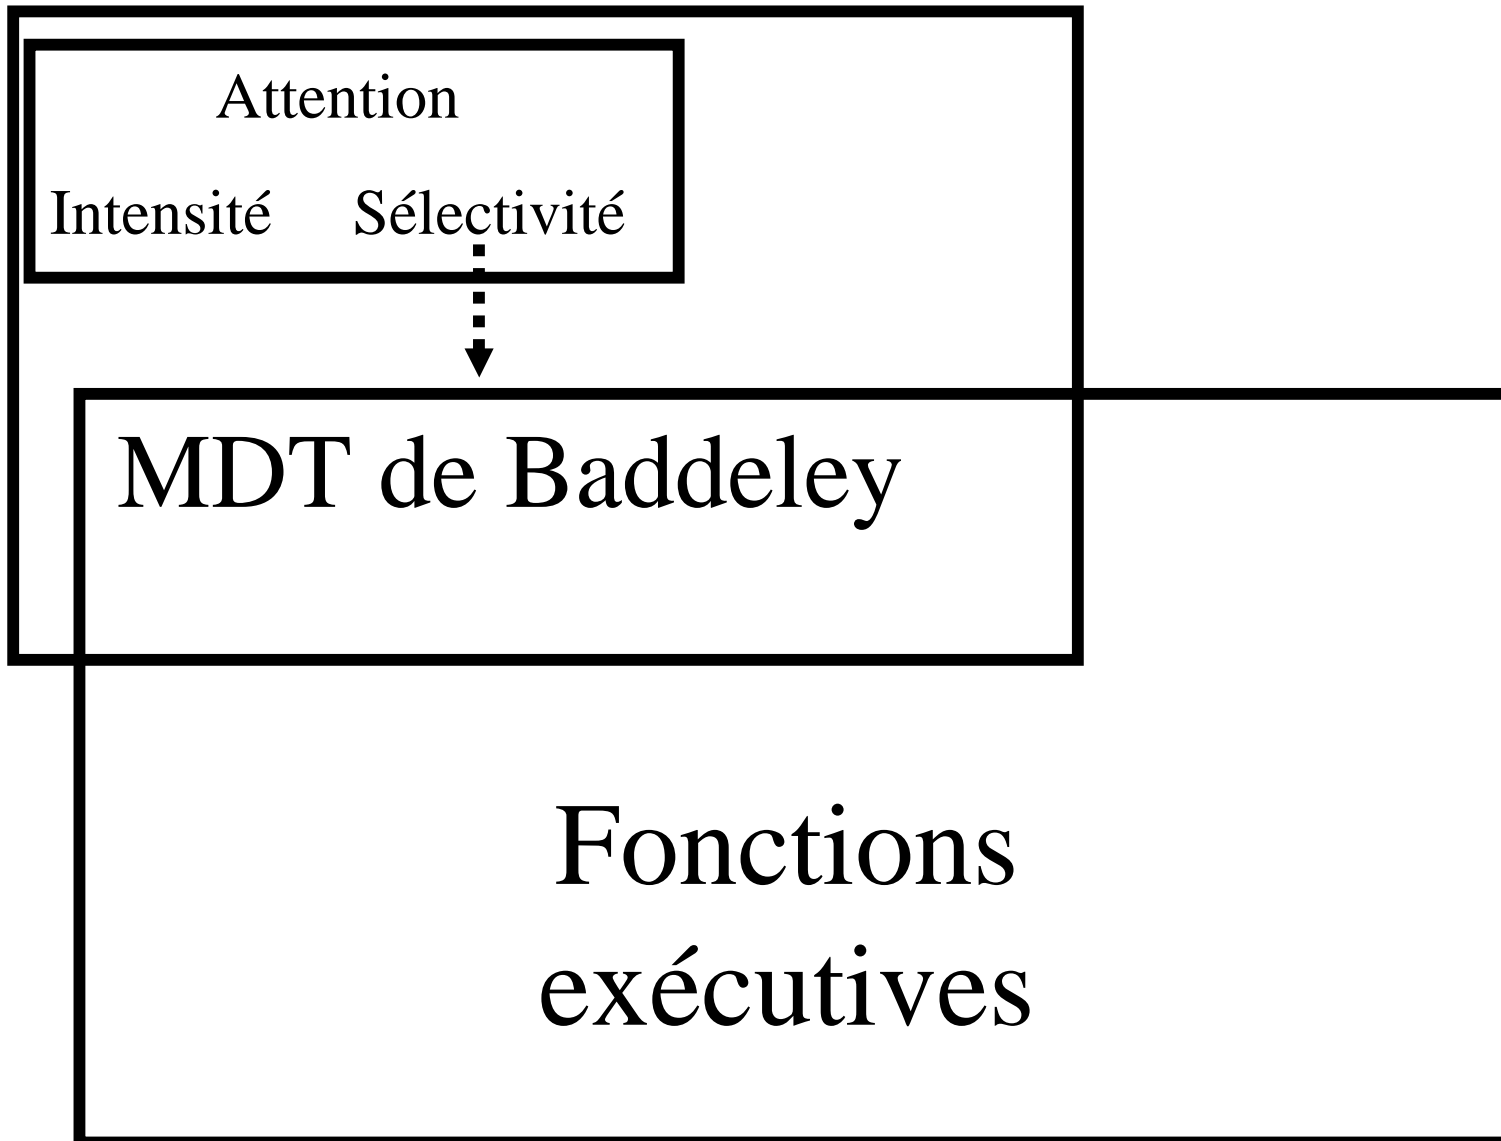 Attention
Intensité Sélectivité
MDT de Baddeley
Fonctions
exécutives